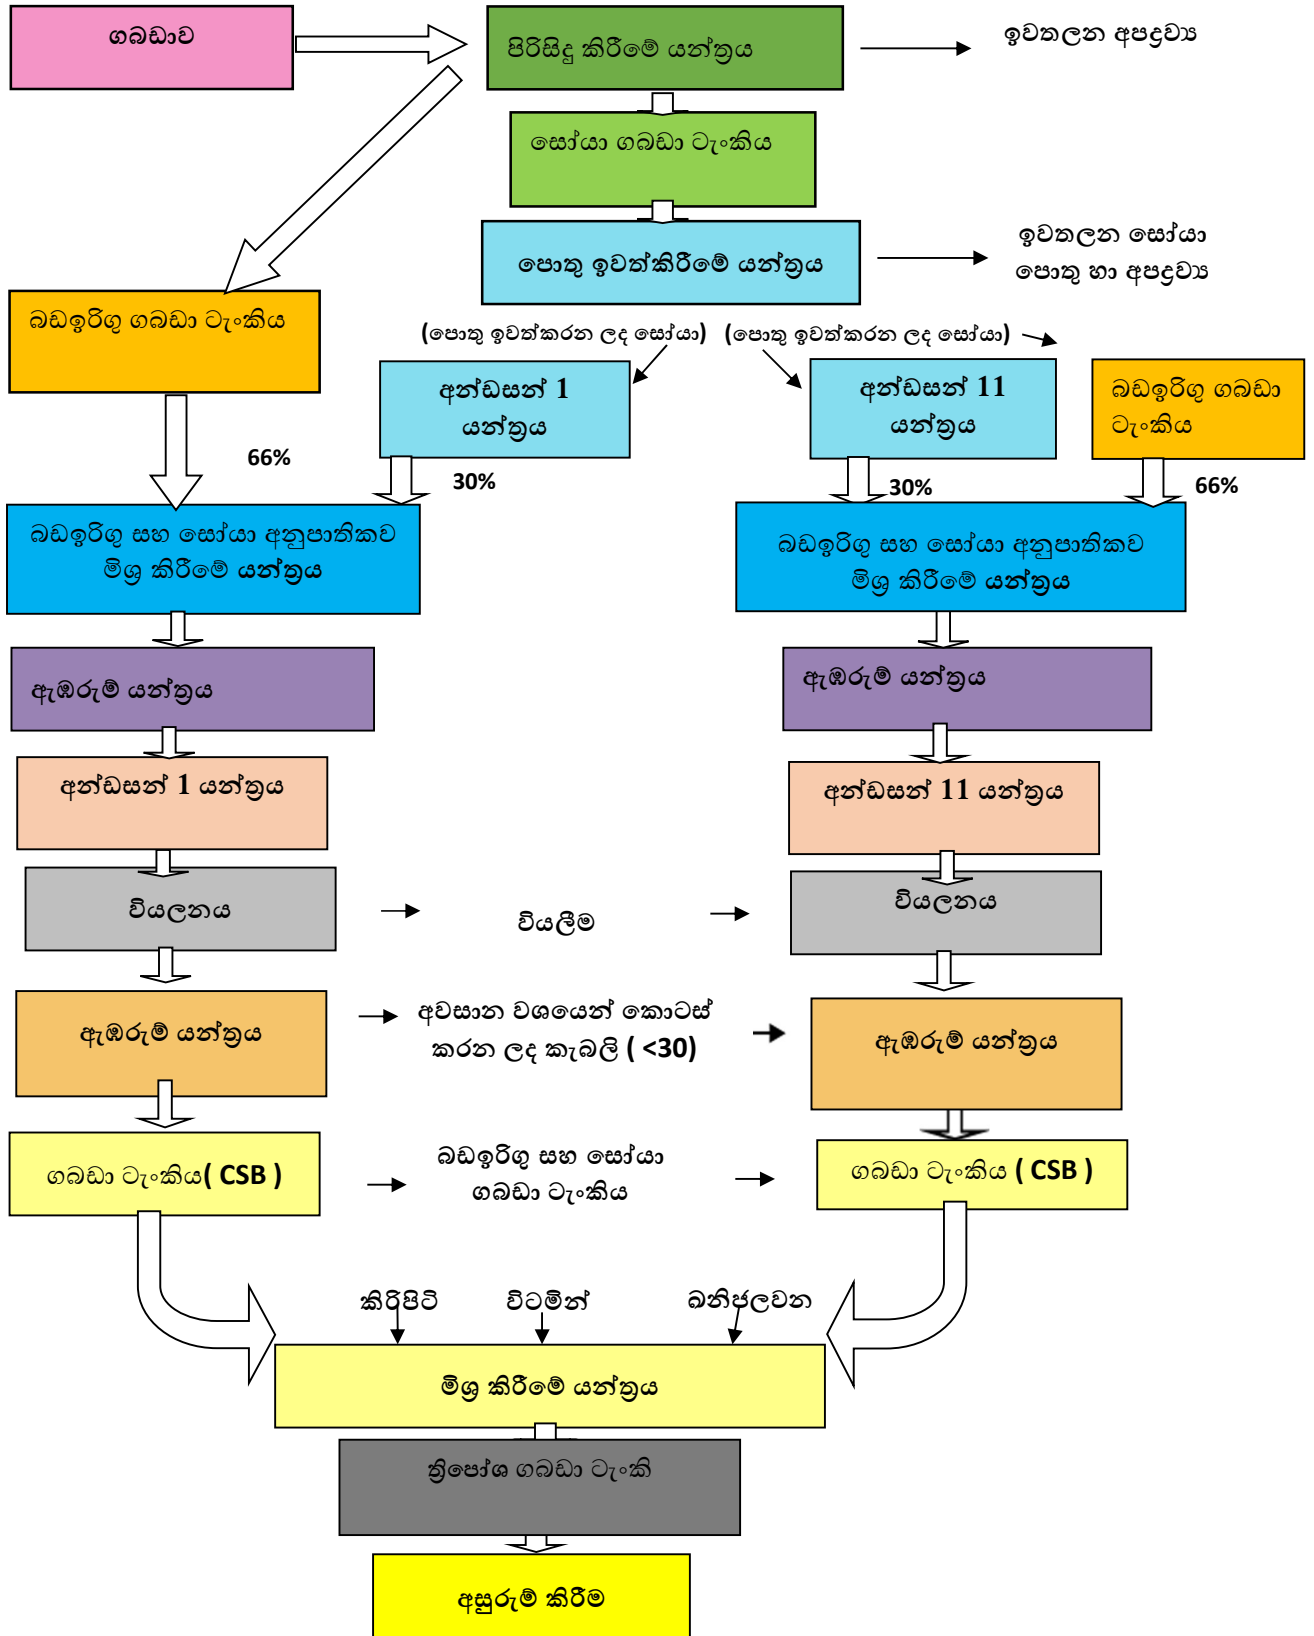 ගබඩාව
පිරිසිදු කිරීමේ යන්ත්‍රය
ඉවතලන අපද්‍රව්‍ය
සෝයා ගබඩා ටැංකිය
පොතු ඉවත්කිරීමේ යන්ත්‍රය
ඉවතලන සෝයා
පොතු හා අපද්‍රව්‍ය
බඩඉරිගු ගබඩා ටැංකිය
(පොතු ඉවත්කරන ලද සෝයා)
(පොතු ඉවත්කරන ලද සෝයා)
අන්ඩසන් 1
යන්ත්‍රය
අන්ඩසන් 11
යන්ත්‍රය
බඩඉරිගු ගබඩා
ටැංකිය
66%
30%
30%
66%
බඩඉරිගු සහ සෝයා අනුපාතිකව
මිශ්‍ර කිරීමේ යන්ත්‍රය
බඩඉරිගු සහ සෝයා අනුපාතිකව
මිශ්‍ර කිරීමේ යන්ත්‍රය
ඇඹරුම් යන්ත්‍රය
ඇඹරුම් යන්ත්‍රය
අන්ඩසන් 1 යන්ත්‍රය
අන්ඩසන් 11 යන්ත්‍රය
වියලනය
වියලීම
වියලනය
ඇඹරුම් යන්ත්‍රය
අවසාන වශයෙන් කොටස්
කරන ලද කැබලි ( <30)
ඇඹරුම් යන්ත්‍රය
ගබඩා ටැංකිය( CSB )
බඩඉරිගු සහ සෝයා
ගබඩා ටැංකිය
ගබඩා ටැංකිය ( CSB )
කිරිපිටි
විටමින්
ඛනිජලවන
මිශ්‍ර කිරීමේ යන්ත්‍රය
ත්‍රිපෝශ ගබඩා ටැංකි
අසුරුම් කිරීම